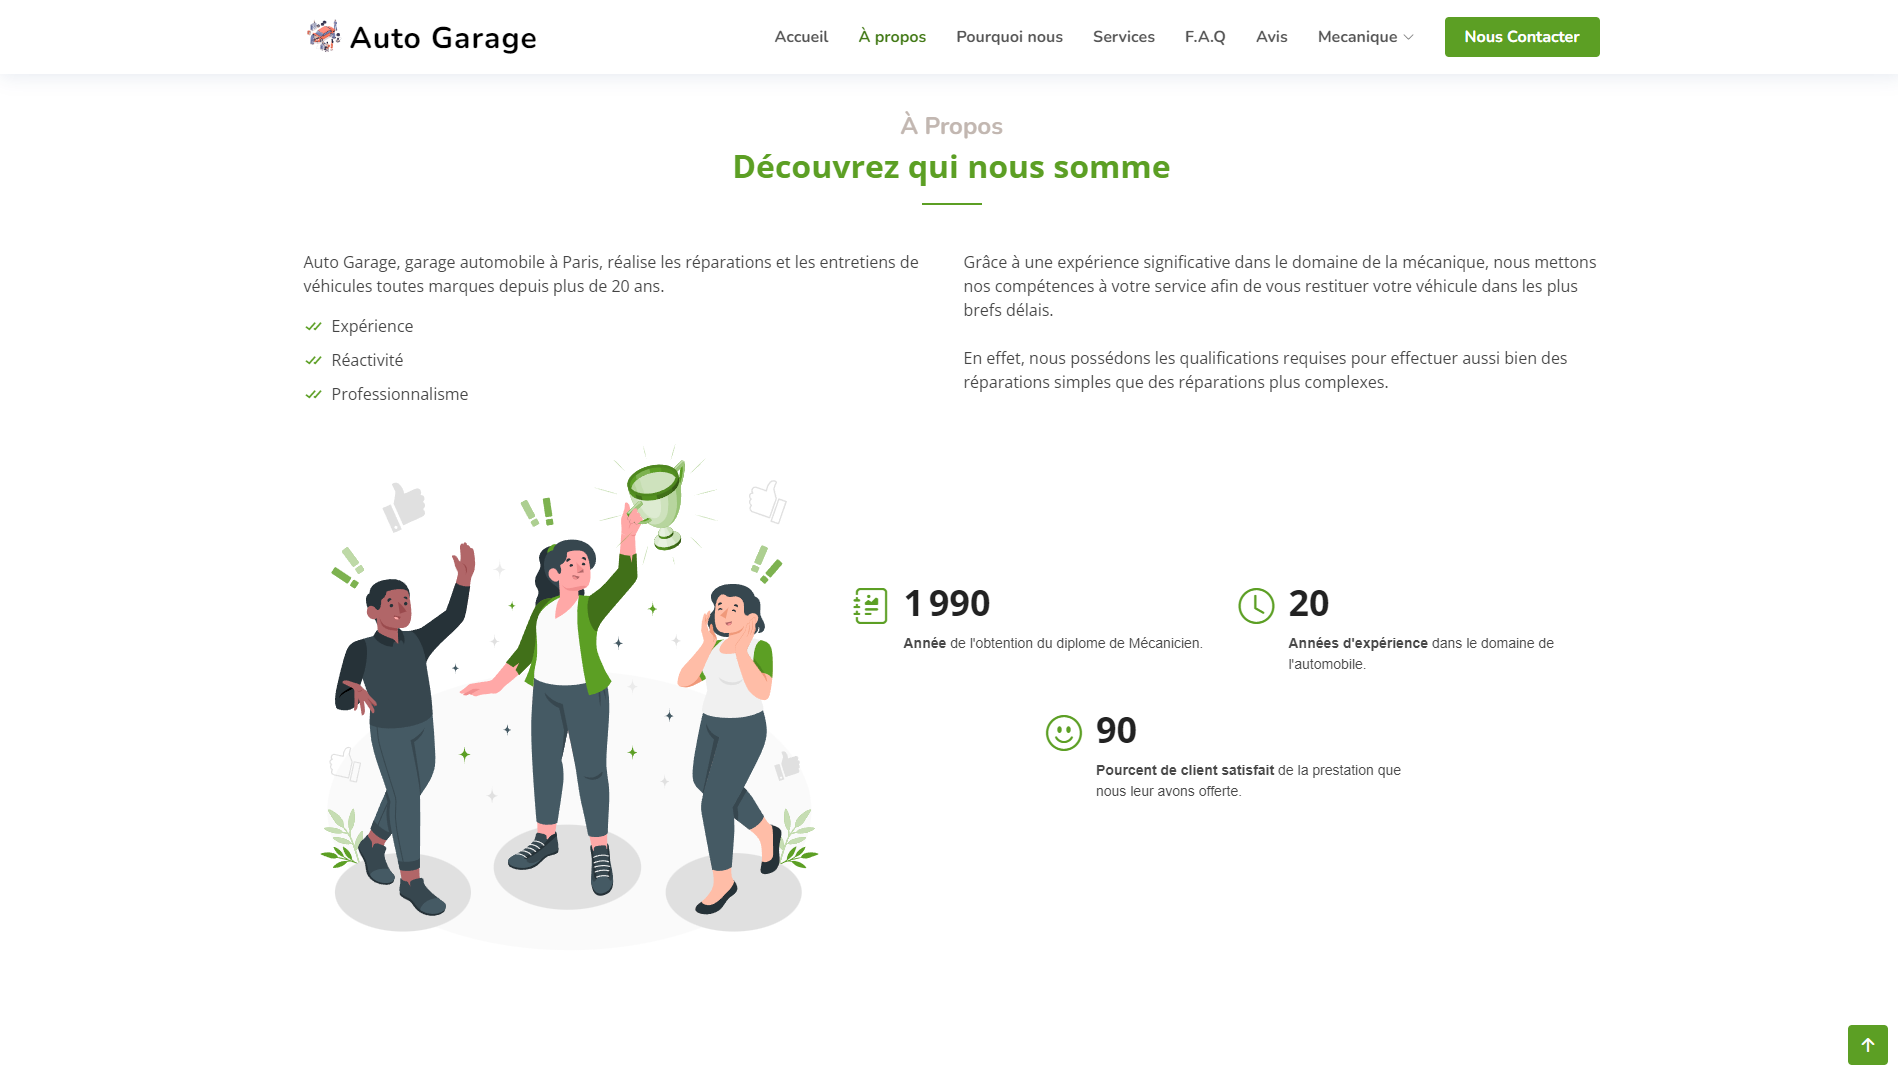 Auto Garage
Accueil
À propos
Pourquoi nous
Services
F.A.Q
Avis
Mecanique
Nous Contacter
À Propos
Découvrez qui nous somme
Auto Garage, garage automobile à Paris, réalise les réparations et les entretiens de
véhicules toutes marques depuis plus de 20 ans.
Expérience
Réactivité
Professionnalisme
Grâce à une expérience significative dans le domaine de la mécanique, nous mettons
nos compétences à votre service afin de vous restituer votre véhicule dans les plus
brefs délais.
En effet, nous possédons les qualifications requises pour effectuer aussi bien des
réparations simples que des réparations plus complexes.
1 990
Année de l'obtention du diplome de Mécanicien.
20
Années d'expérience dans le domaine de
l'automobile.
90
Pourcent de client satisfait de la prestation que
nous leur avons offerte.